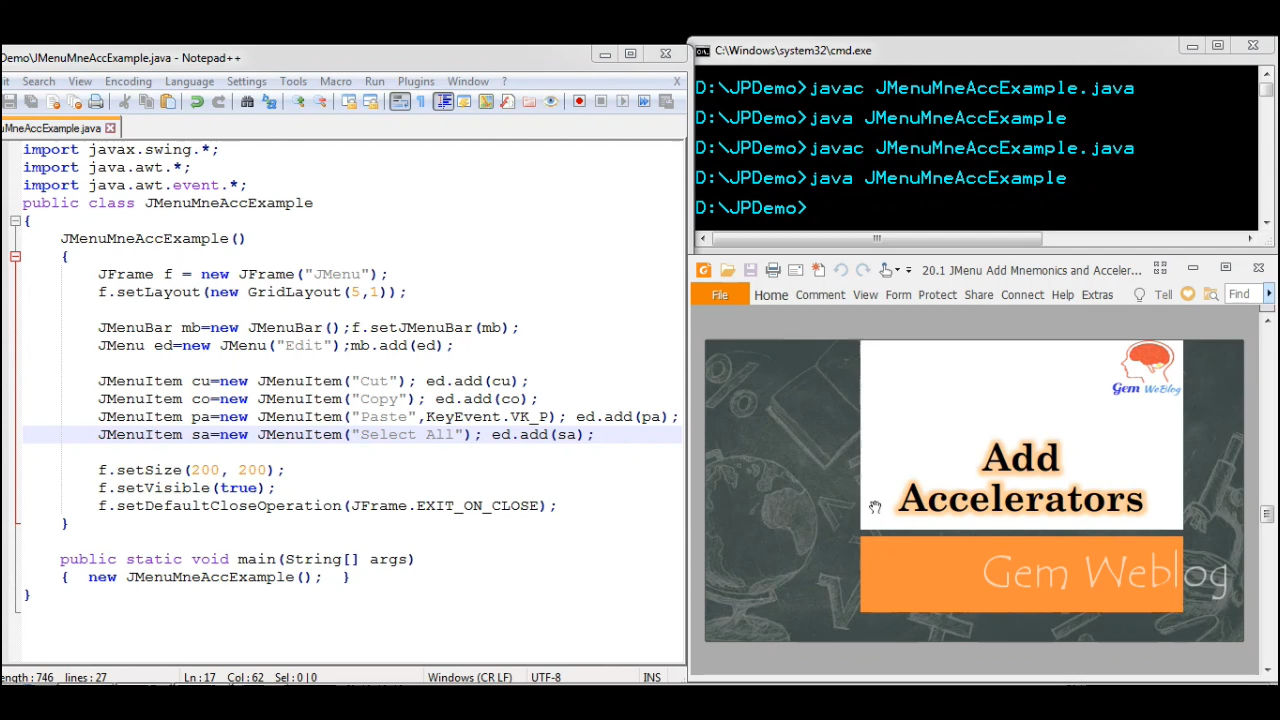 Demo\JMenuMneAccExample.java - Notepad++
it Search View Encoding Language Settings Tools Macro Run Plugins Window ? X
uMneAccExample.java
import javax.swing.*;
import java.awt.*;
import java.awt.event.*;
public class JMenuMneAccExample
{
JMenuMneAccExample()
{
JFrame f = new JFrame("JMenu");
f.setLayout(new GridLayout(5,1));
JMenuBar mb=new JMenuBar();f.setJMenuBar(mb);
JMenu ed=new JMenu("Edit");mb.add(ed);
JMenuItem cu=new JMenuItem("Cut"); ed.add(cu);
JMenuItem co=new JMenuItem("Copy"); ed.add(co);
JMenuItem pa=new JMenuItem("Paste",KeyEvent.VK_P); ed.add(pa);
JMenuItem sa=new JMenuItem("Select All"); ed.add(sa);
f.setSize(200, 200);
f.setVisible(true);
f.setDefaultCloseOperation(JFrame.EXIT_ON_CLOSE);
}
public static void main(String[] args)
{ new JMenuMneAccExample(); }
}
ength : 746 lines : 27 Ln : 17 Col : 62 Sel : 0 | 0 Windows (CR LF) UTF-8 INS
C:\Windows\system32\cmd.exe
D:\JPDemo>javac JMenuMneAccExample.java
D:\JPDemo>java JMenuMneAccExample
D:\JPDemo>javac JMenuMneAccExample.java
D:\JPDemo>java JMenuMneAccExample
D:\JPDemo>
20.1 JMenu Add Mnemonics and Acceler...
File Home Comment View Form Protect Share Connect Help Extras Tell Find
Gem WeBlog
Add
Accelerators
Gem Weblog